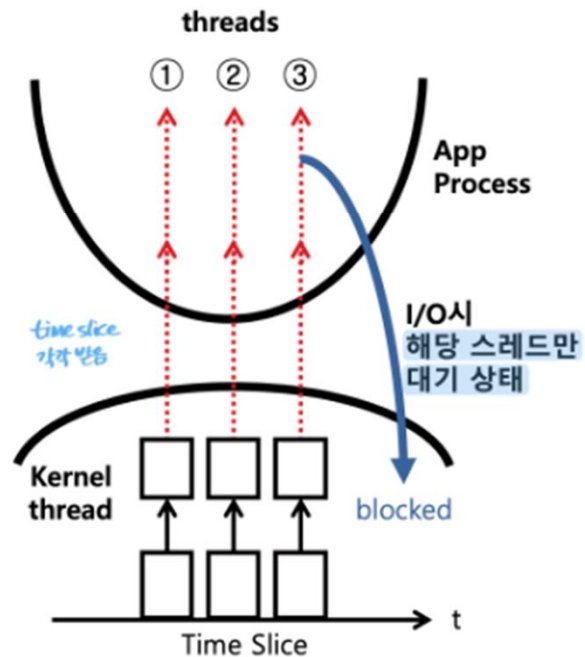 threads
① ② ③
App
Process
time slice
각각 받음
I/O시
해당 스레드만
대기 상태
Kernel
thread
blocked
t
Time Slice